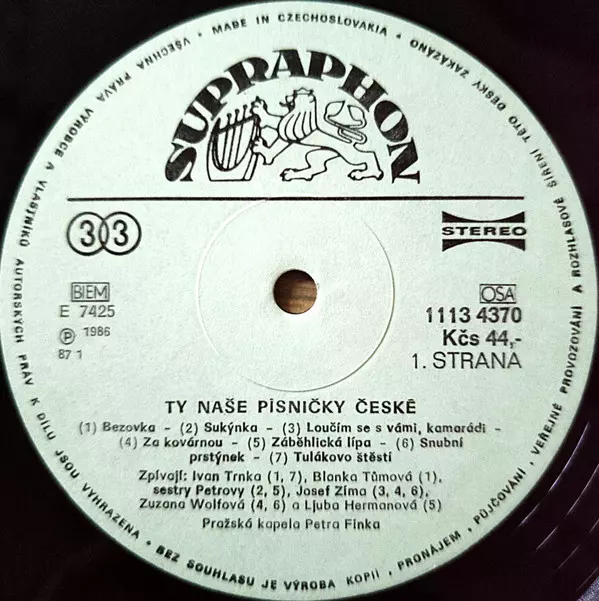 VŠECHNA PRÁVA VÝROBCE A VLASTNÍKŮ AUTORSKÝCH PRÁV K DÍLU JSOU VYHRAZENA • BEZ SOUHLASU JE VÝROBA KOPIÍ, PRONÁJEM, PŮJČOVÁNÍ, VEŘEJNÉ PROVOZOVÁNÍ A ROZHLASOVÉ ŠÍŘENÍ TÉTO DESKY ZAKÁZÁNO • MADE IN CZECHOSLOVAKIA •
SUPRAPHON
33
STEREO
BIEM
OSA
E 7425
1113 4370
Ⓟ 1986
Kčs 44,-
87 1
1. STRANA
TY NAŠE PÍSNIČKY ČESKÉ
(1) Bezovka - (2) Sukýnka - (3) Loučím se s vámi, kamarádi -
(4) Za kovárnou - (5) Záběhlická lípa - (6) Snubní
prstýnek - (7) Tulákovo štěstí
Zpívají: Ivan Trnka (1, 7), Blanka Tůmová (1),
sestry Petrovy (2, 5), Josef Zíma (3, 4, 6),
Zuzana Wolfová (4, 6) a Ljuba Hermanová (5)
Pražská kapela Petra Finka